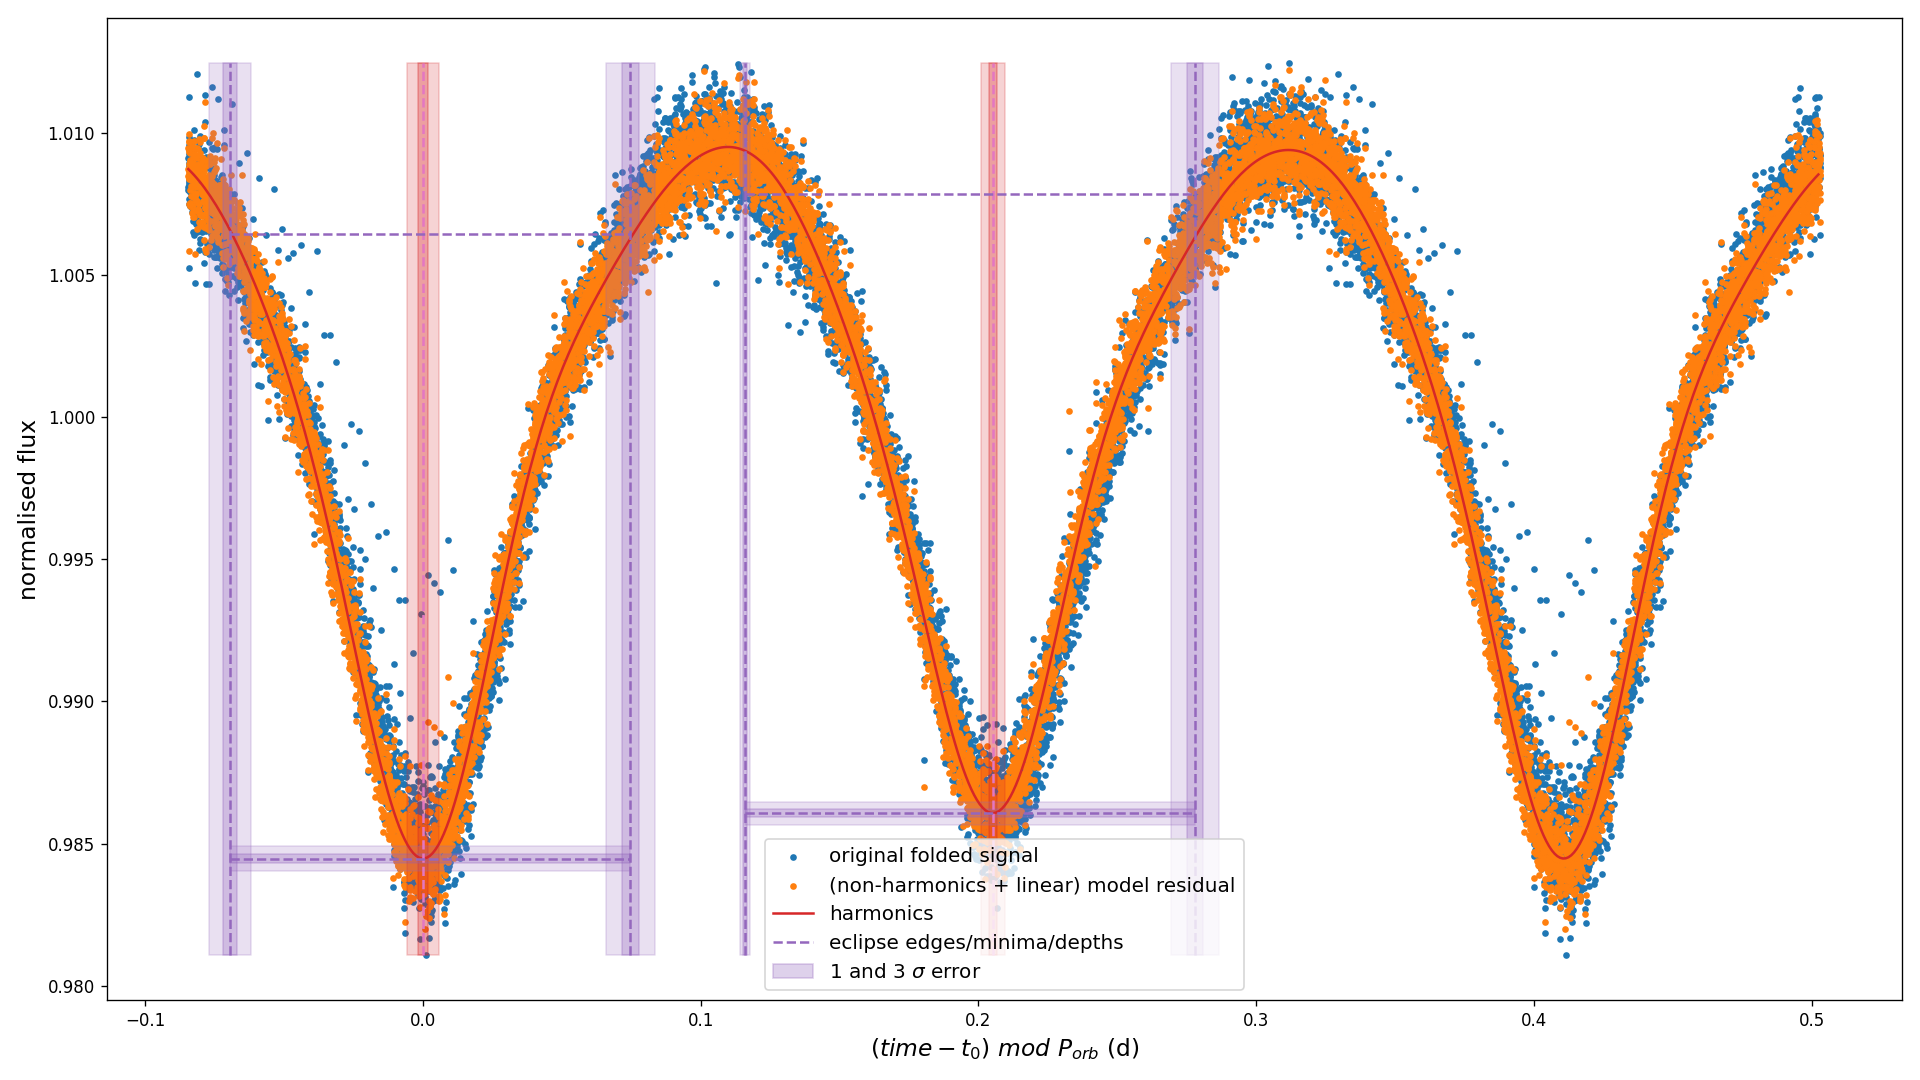 normalised flux
1.010
1.005
1.000
0.995
0.990
0.985
0.980
original folded signal
(non-harmonics + linear) model residual
harmonics
eclipse edges/minima/depths
1 and 3 σ error
−0.1 0.0 0.1 0.2 0.3 0.4 0.5
(time − t₀) mod Pₒᵣb (d)